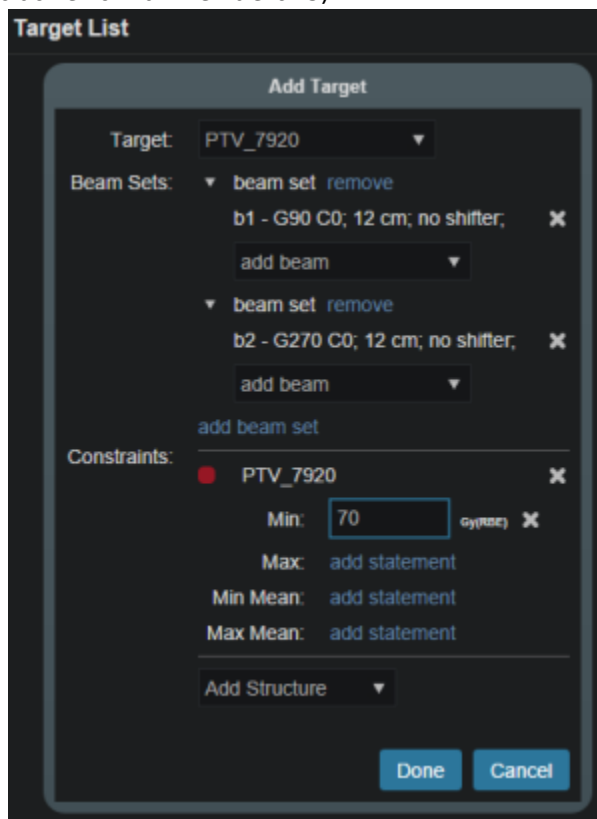 Target List
Add Target
Target: PTV_7920
Beam Sets: beam set remove
b1 - G90 C0; 12 cm; no shifter;
add beam
beam set remove
b2 - G270 C0; 12 cm; no shifter;
add beam
add beam set
Constraints:
PTV_7920
Min: 70 Gy(RBE)
Max: add statement
Min Mean: add statement
Max Mean: add statement
Add Structure
Done Cancel